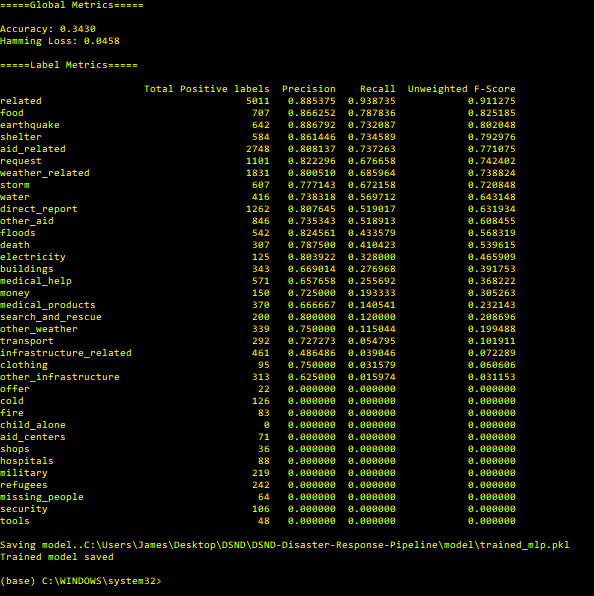 =====Global Metrics=====
Accuracy: 0.3430
Hamming Loss: 0.0458
=====Label Metrics=====
Total Positive labels Precision Recall Unweighted F-Score
related 5011 0.885375 0.938735 0.911275
food 707 0.866252 0.787836 0.825185
earthquake 642 0.886792 0.732087 0.802048
shelter 584 0.861446 0.734589 0.792976
aid_related 2748 0.808137 0.737263 0.771075
request 1101 0.822296 0.676658 0.742402
weather_related 1831 0.800510 0.685964 0.738824
storm 607 0.777143 0.672158 0.720848
water 416 0.738318 0.569712 0.643148
direct_report 1262 0.807645 0.519017 0.631934
other_aid 846 0.735343 0.518913 0.608455
floods 542 0.824561 0.433579 0.568319
death 307 0.787500 0.410423 0.539615
electricity 125 0.803922 0.328000 0.465909
buildings 343 0.669014 0.276968 0.391753
medical_help 571 0.657658 0.255692 0.368222
money 150 0.725000 0.193333 0.305263
medical_products 370 0.666667 0.140541 0.232143
search_and_rescue 200 0.800000 0.120000 0.208696
other_weather 339 0.750000 0.115044 0.199488
transport 292 0.727273 0.054795 0.101911
infrastructure_related 461 0.486486 0.039046 0.072289
clothing 95 0.750000 0.031579 0.060606
other_infrastructure 313 0.625000 0.015974 0.031153
offer 22 0.000000 0.000000 0.000000
cold 126 0.000000 0.000000 0.000000
fire 83 0.000000 0.000000 0.000000
child_alone 0 0.000000 0.000000 0.000000
aid_centers 71 0.000000 0.000000 0.000000
shops 36 0.000000 0.000000 0.000000
hospitals 88 0.000000 0.000000 0.000000
military 219 0.000000 0.000000 0.000000
refugees 242 0.000000 0.000000 0.000000
missing_people 64 0.000000 0.000000 0.000000
security 106 0.000000 0.000000 0.000000
tools 48 0.000000 0.000000 0.000000
Saving model..C:\Users\James\Desktop\DSND\DSND-Disaster-Response-Pipeline\model\trained_mlp.pkl
Trained model saved
(base) C:\WINDOWS\system32>